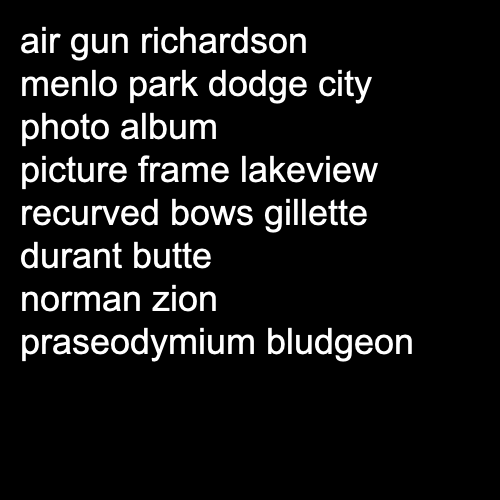 air gun richardson
menlo park dodge city
photo album
picture frame lakeview
recurved bows gillette
durant butte
norman zion
praseodymium bludgeon